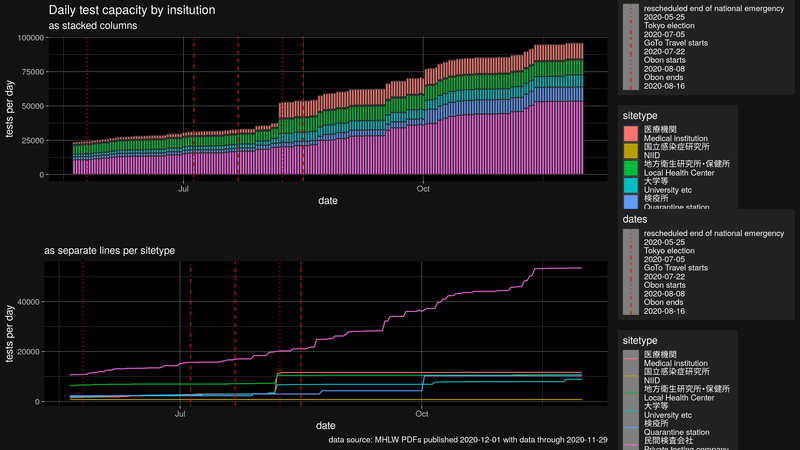 Daily test capacity by insitution
as stacked columns
100000
75000
50000
25000
0
tests per day
Jul
Oct
date
rescheduled end of national emergency
2020-05-25
Tokyo election
2020-07-05
GoTo Travel starts
2020-07-22
Obon starts
2020-08-08
Obon ends
2020-08-16
sitetype
医療機関
Medical institution
国立感染症研究所
NIID
地方衛生研究所・保健所
Local Health Center
大学等
University etc
検疫所
Quarantine station
as separate lines per sitetype
40000
20000
0
tests per day
Jul
Oct
date
dates
rescheduled end of national emergency
2020-05-25
Tokyo election
2020-07-05
GoTo Travel starts
2020-07-22
Obon starts
2020-08-08
Obon ends
2020-08-16
sitetype
医療機関
Medical institution
国立感染症研究所
NIID
地方衛生研究所・保健所
Local Health Center
大学等
University etc
検疫所
Quarantine station
民間検査会社
Private testing company
data source: MHLW PDFs published 2020-12-01 with data through 2020-11-29